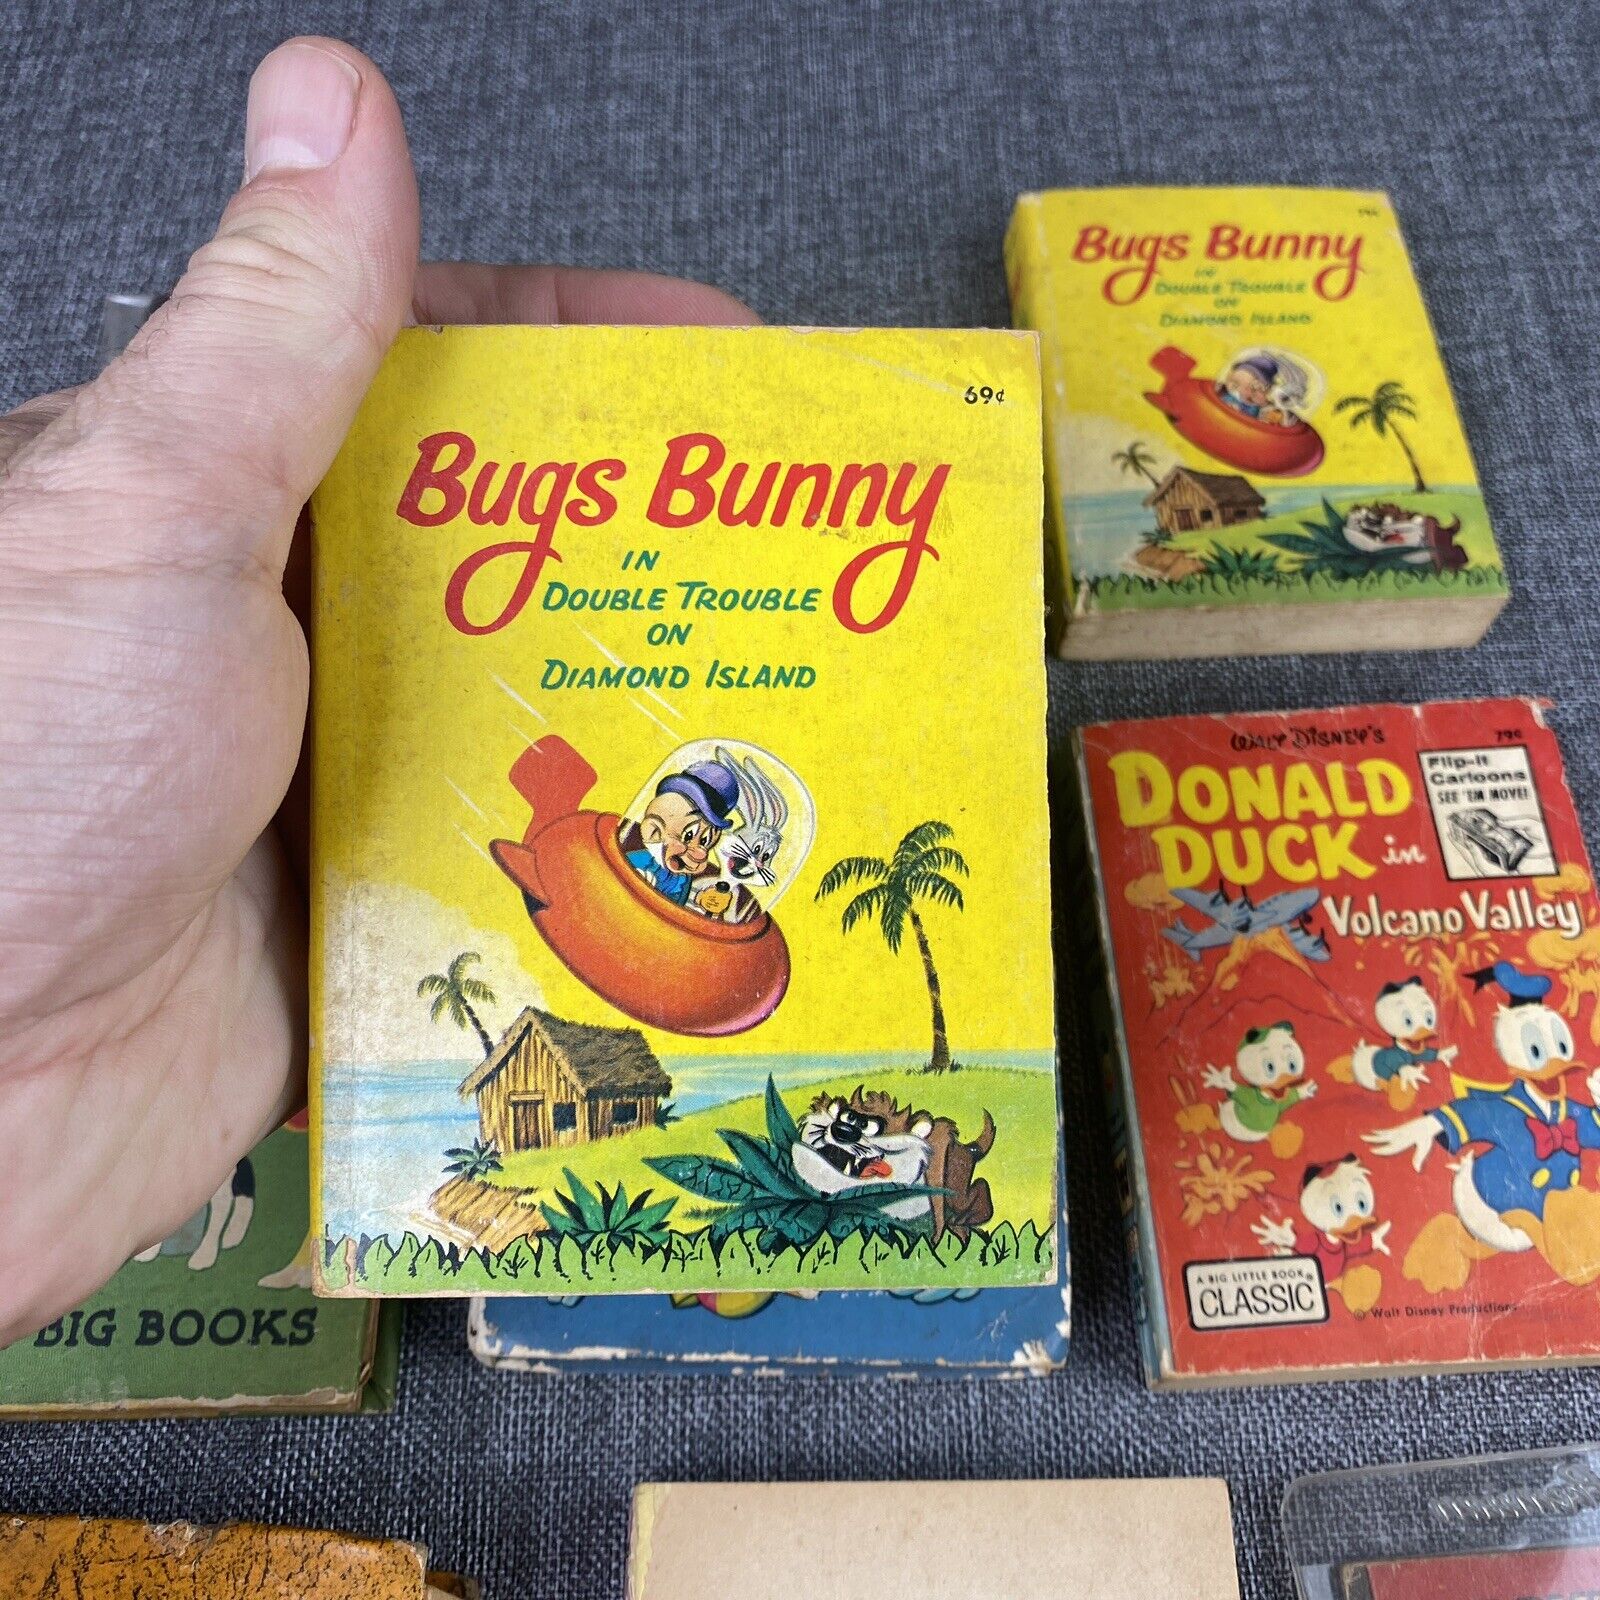 69¢
Bugs Bunny
IN
DOUBLE TROUBLE
ON
DIAMOND ISLAND
Bugs Bunny
IN
DOUBLE TROUBLE
ON
DIAMOND ISLAND
WALT DISNEY'S
79¢
DONALD
DUCK in
Volcano Valley
Flip-It
Cartoons
SEE 'EM MOVE!
A BIG LITTLE BOOK®
CLASSIC
© Walt Disney Productions
BIG BOOKS